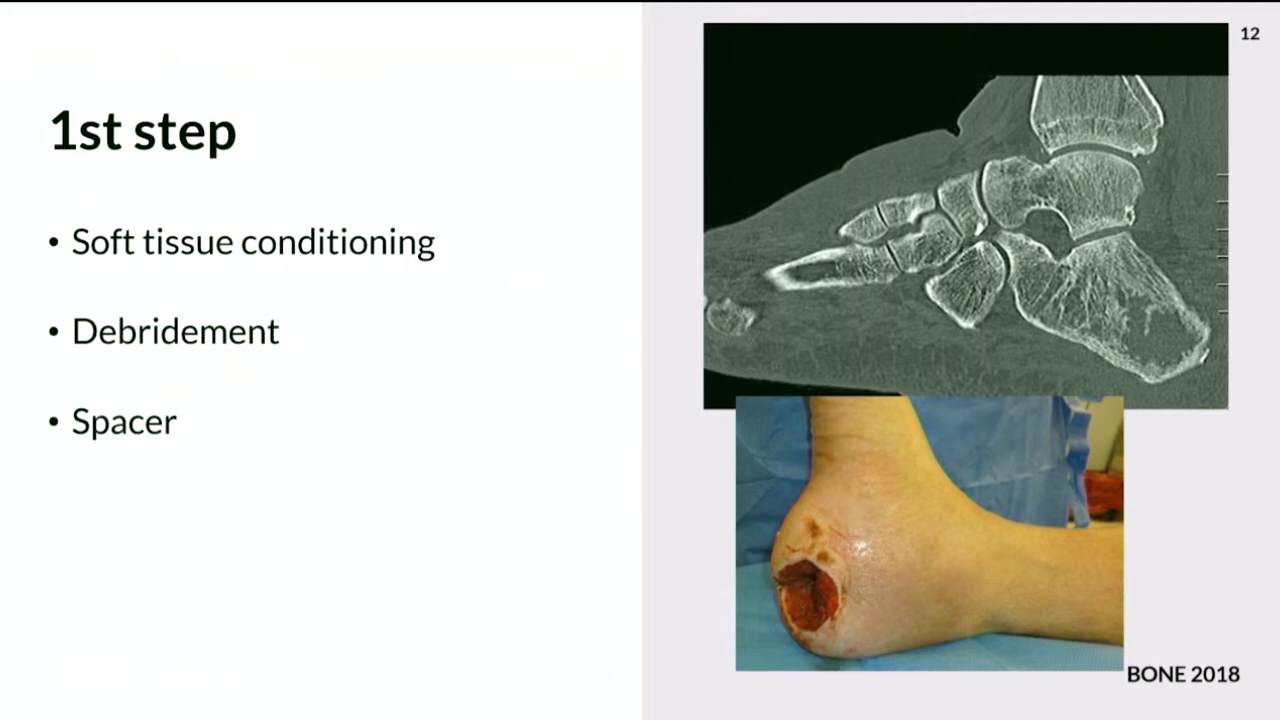 12
1st step
• Soft tissue conditioning
• Debridement
• Spacer
BONE 2018